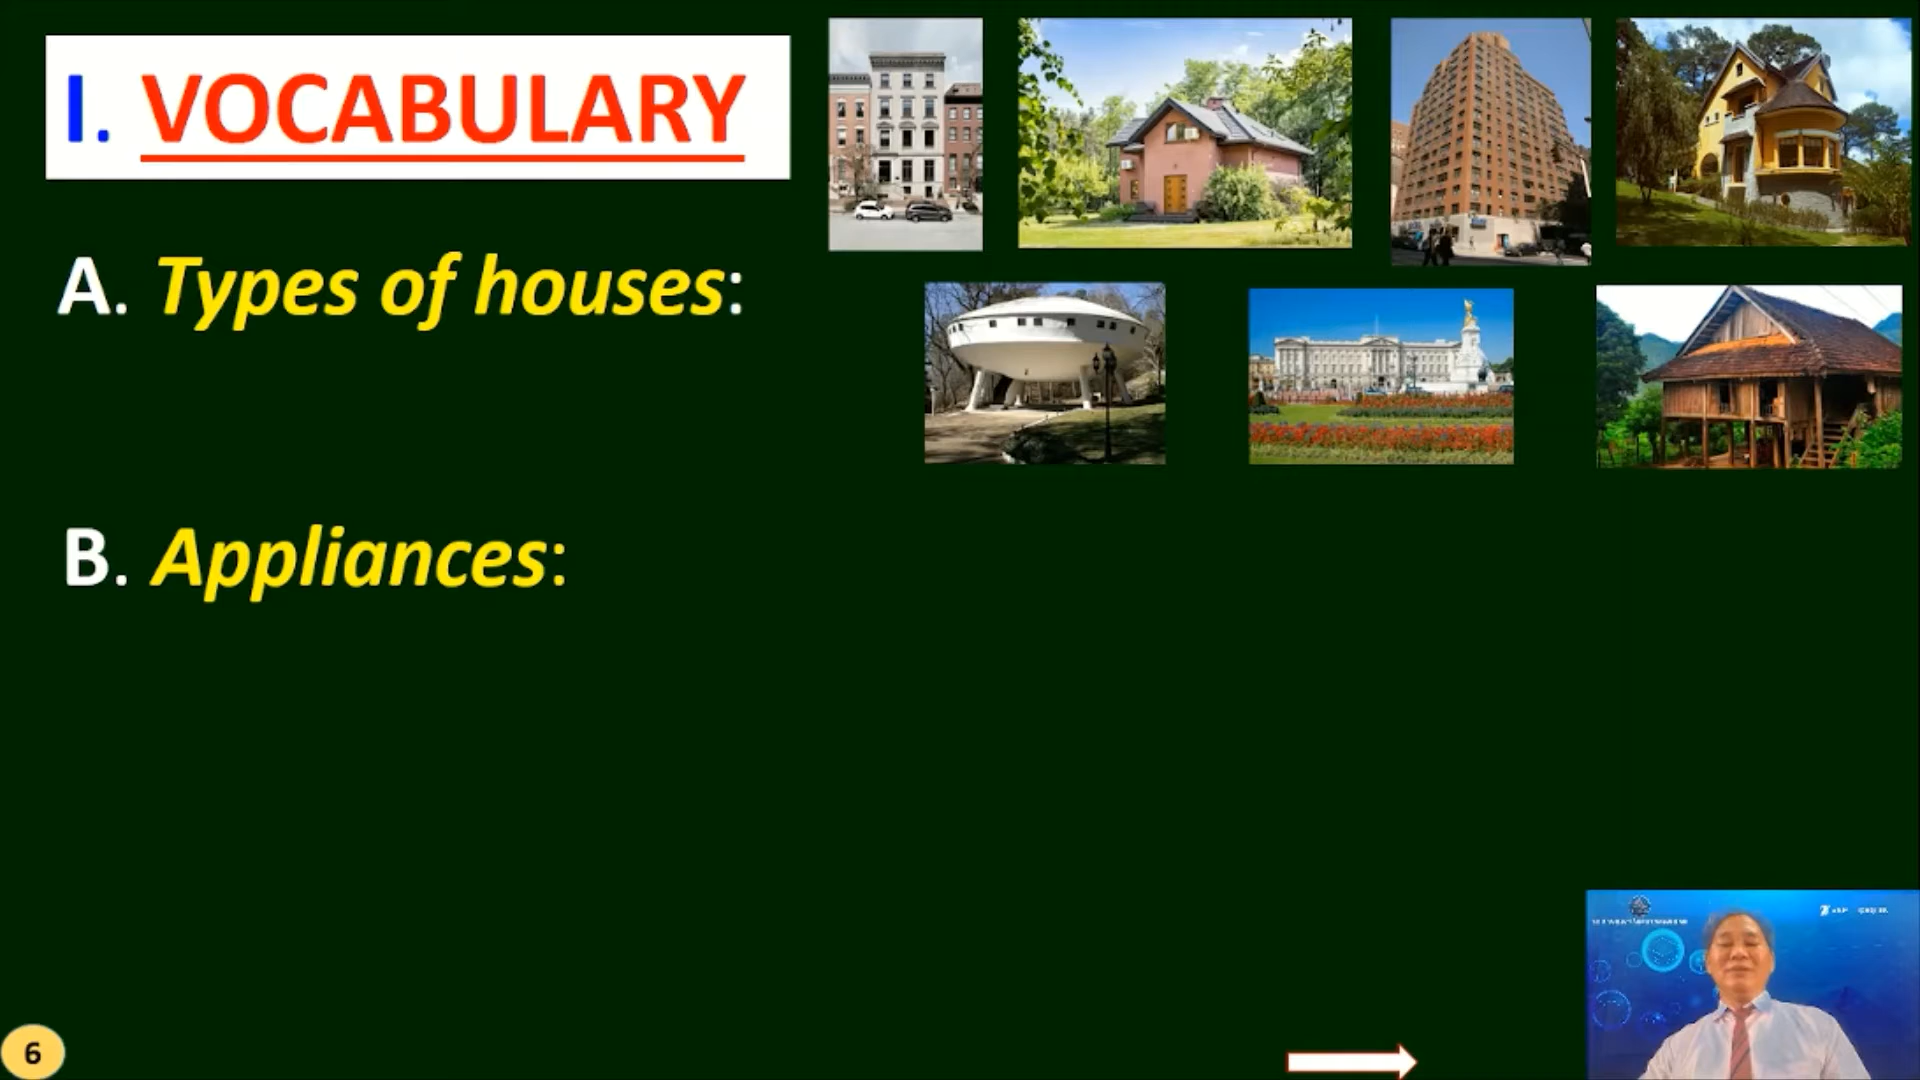 I. VOCABULARY
A. Types of houses:
B. Appliances:
6